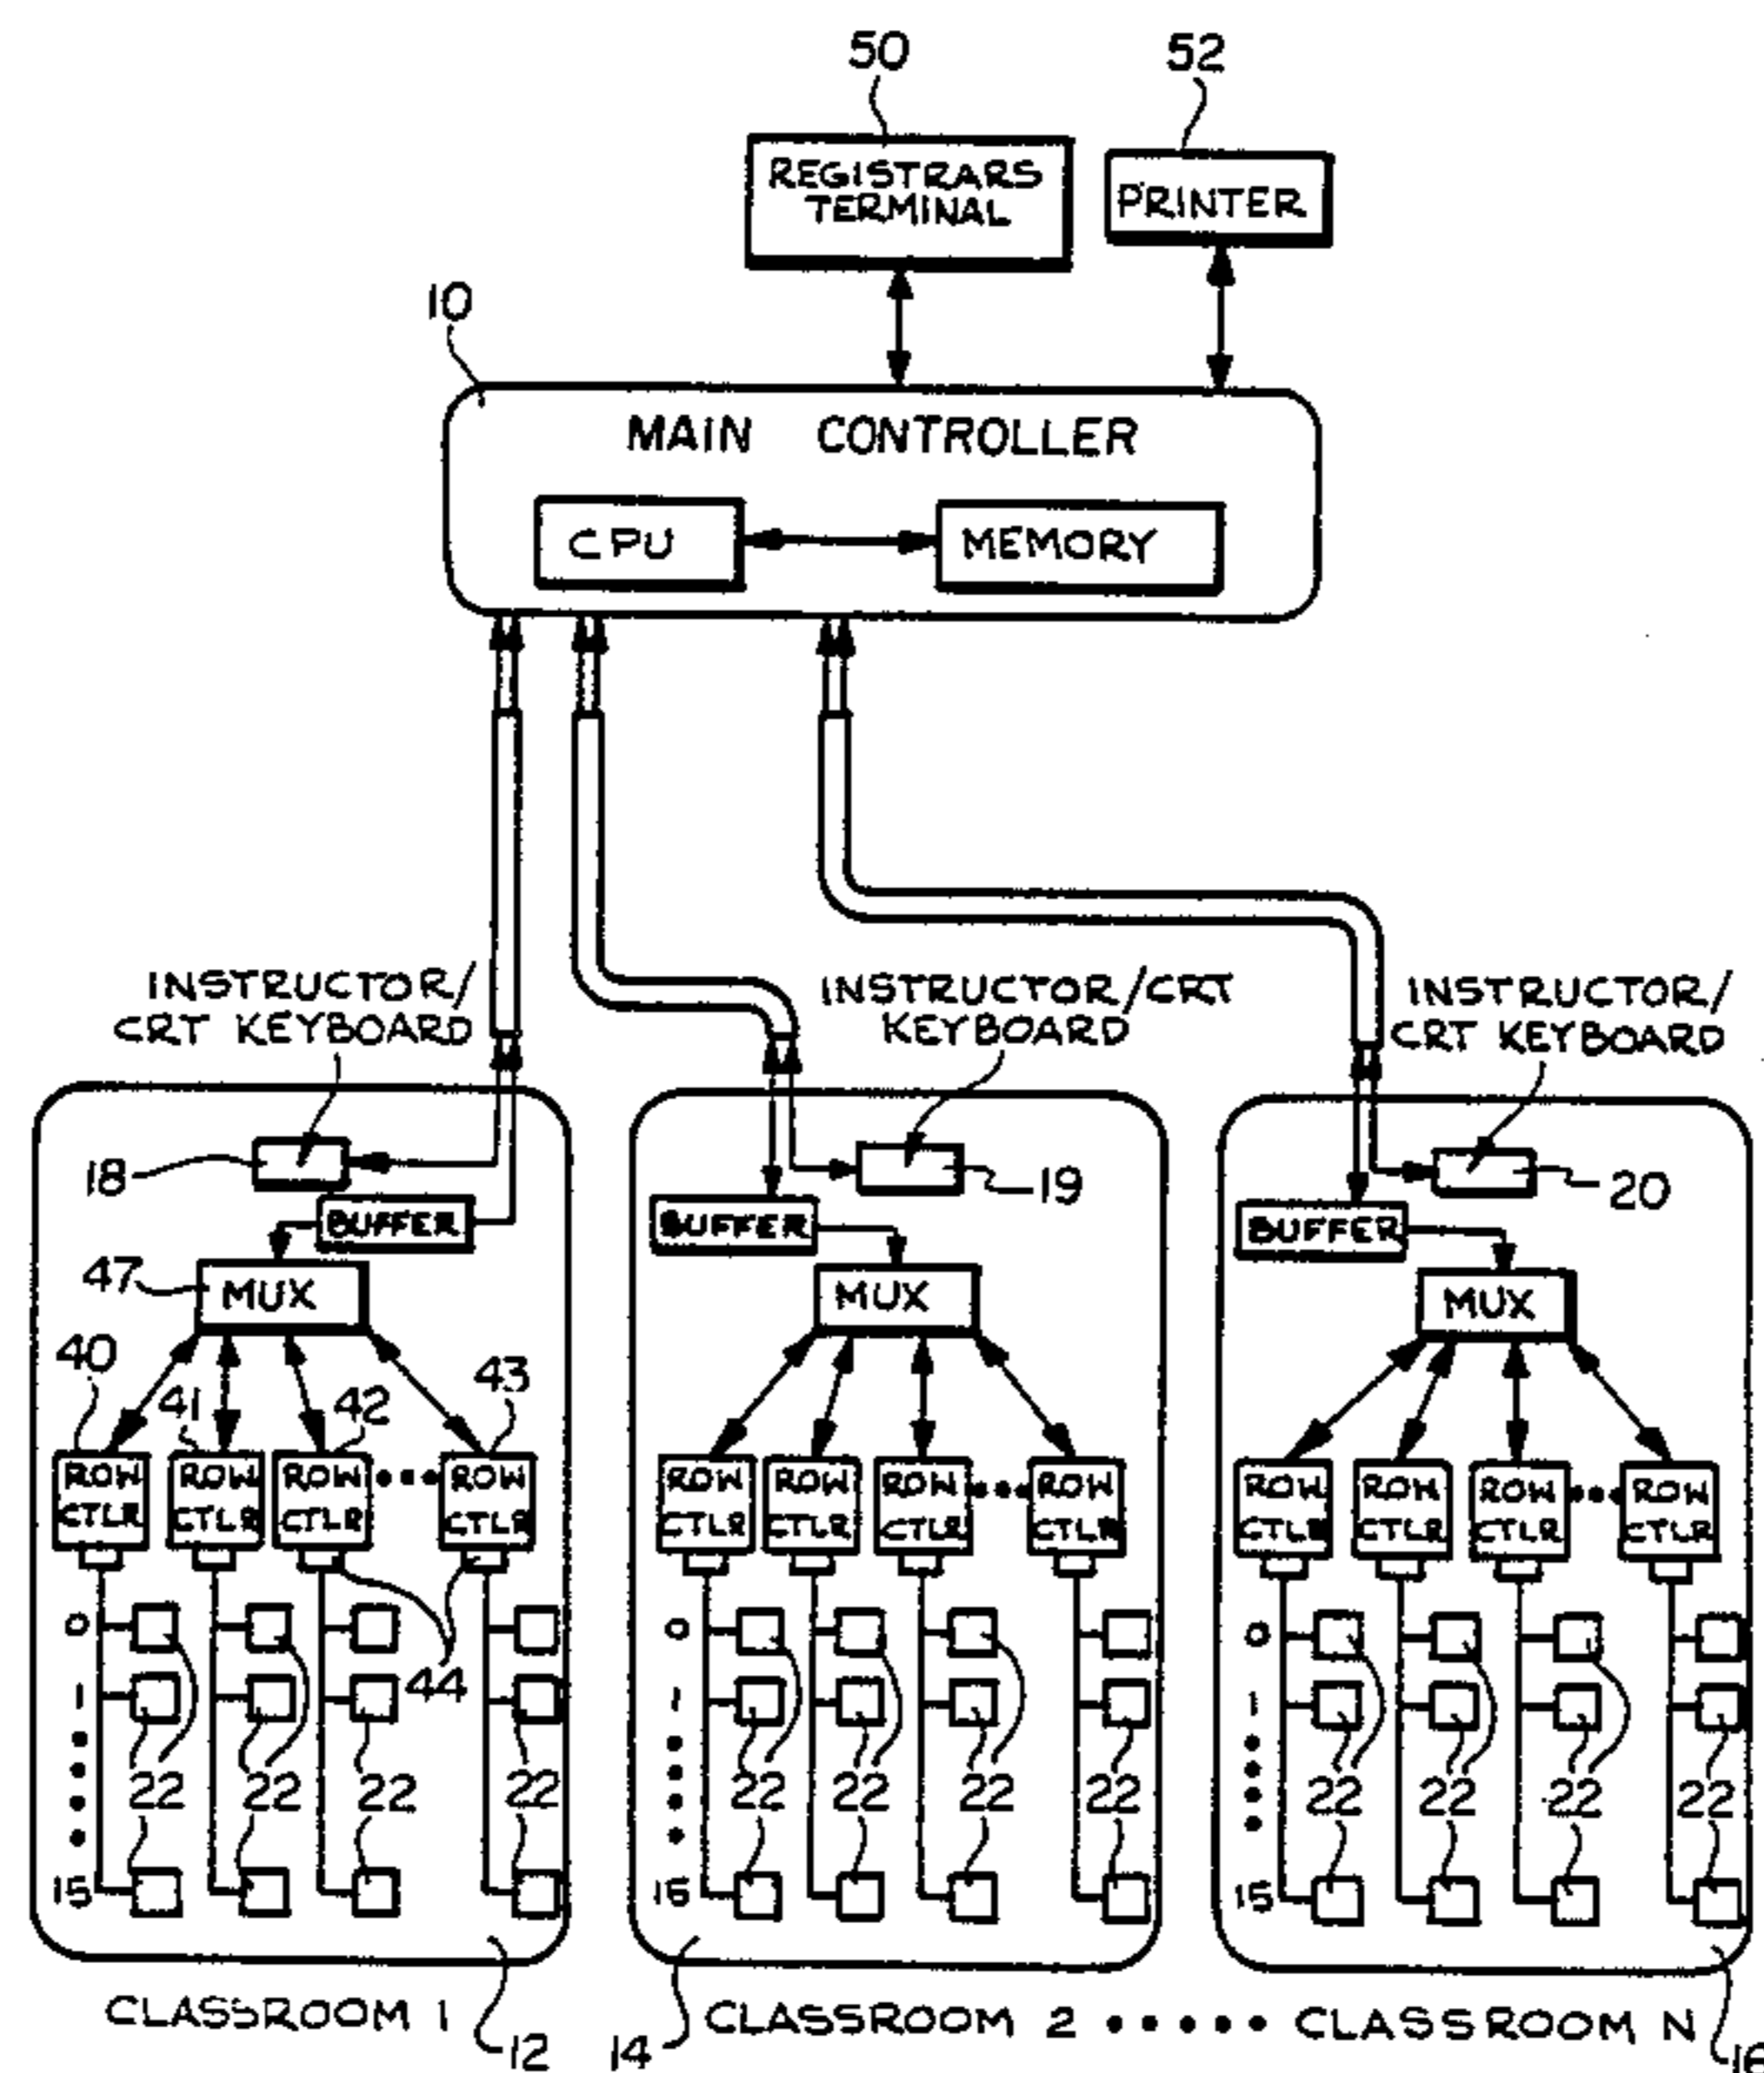 50
52
REGISTRARS
TERMINAL
PRINTER
10
MAIN CONTROLLER
CPU
MEMORY
INSTRUCTOR/
CRT KEYBOARD
INSTRUCTOR/CRT
KEYBOARD
INSTRUCTOR/
CRT KEYBOARD
18
19
20
BUFFER
BUFFER
BUFFER
47
MUX
MUX
MUX
40
41
42
43
ROW
CTLR
ROW
CTLR
ROW
CTLR
•••
ROW
CTLR
ROW
CTLR
ROW
CTLR
ROW
CTLR
•••
ROW
CTLR
ROW
CTLR
ROW
CTLR
ROW
CTLR
•••
ROW
CTLR
44
0
0
0
1
1
1
22 22 22 22
22 22 22 22
22 22 22 22
15
15
15
CLASSROOM 1
CLASSROOM 2 ••••• CLASSROOM N
12
14
16